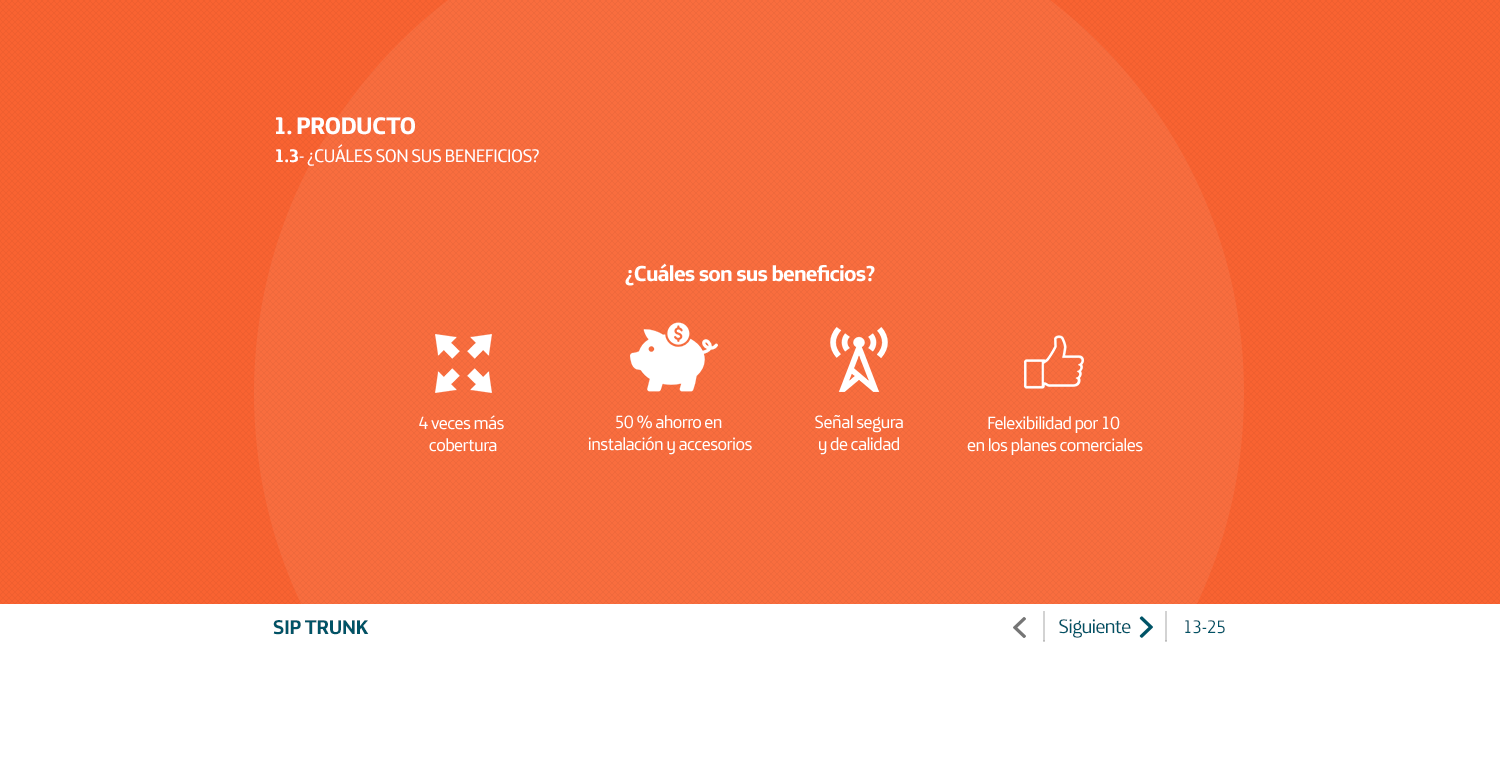 1. PRODUCTO
1.3- ¿CUÁLES SON SUS BENEFICIOS?
¿Cuáles son sus beneficios?
$
4 veces más
cobertura
50 % ahorro en
instalación y accesorios
Señal segura
y de calidad
Felexibilidad por 10
en los planes comerciales
SIP TRUNK
Siguiente
13-25